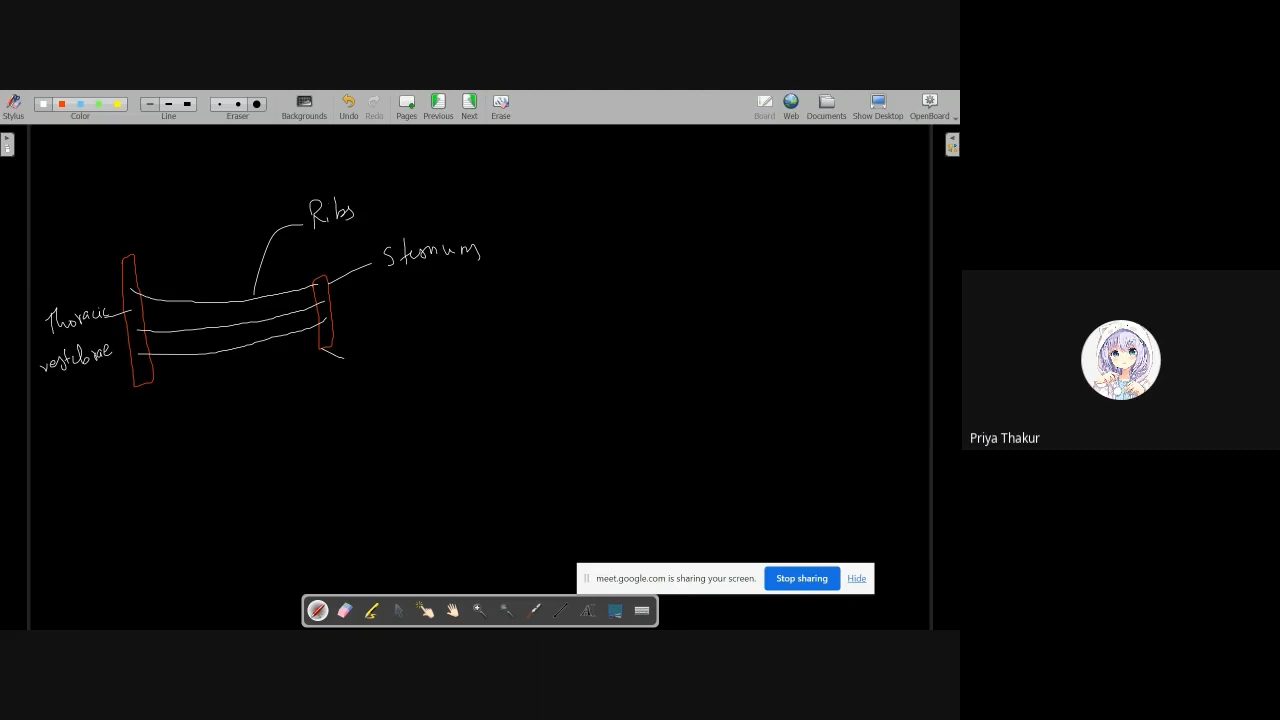 Stylus
Color
Line
Eraser
Backgrounds
Undo
Redo
Pages
Previous
Next
Erase
Board
Web
Documents
Show Desktop
OpenBoard
Ribs
Sternum
Thoracic
vertebrae
Priya Thakur
meet.google.com is sharing your screen.
Stop sharing
Hide